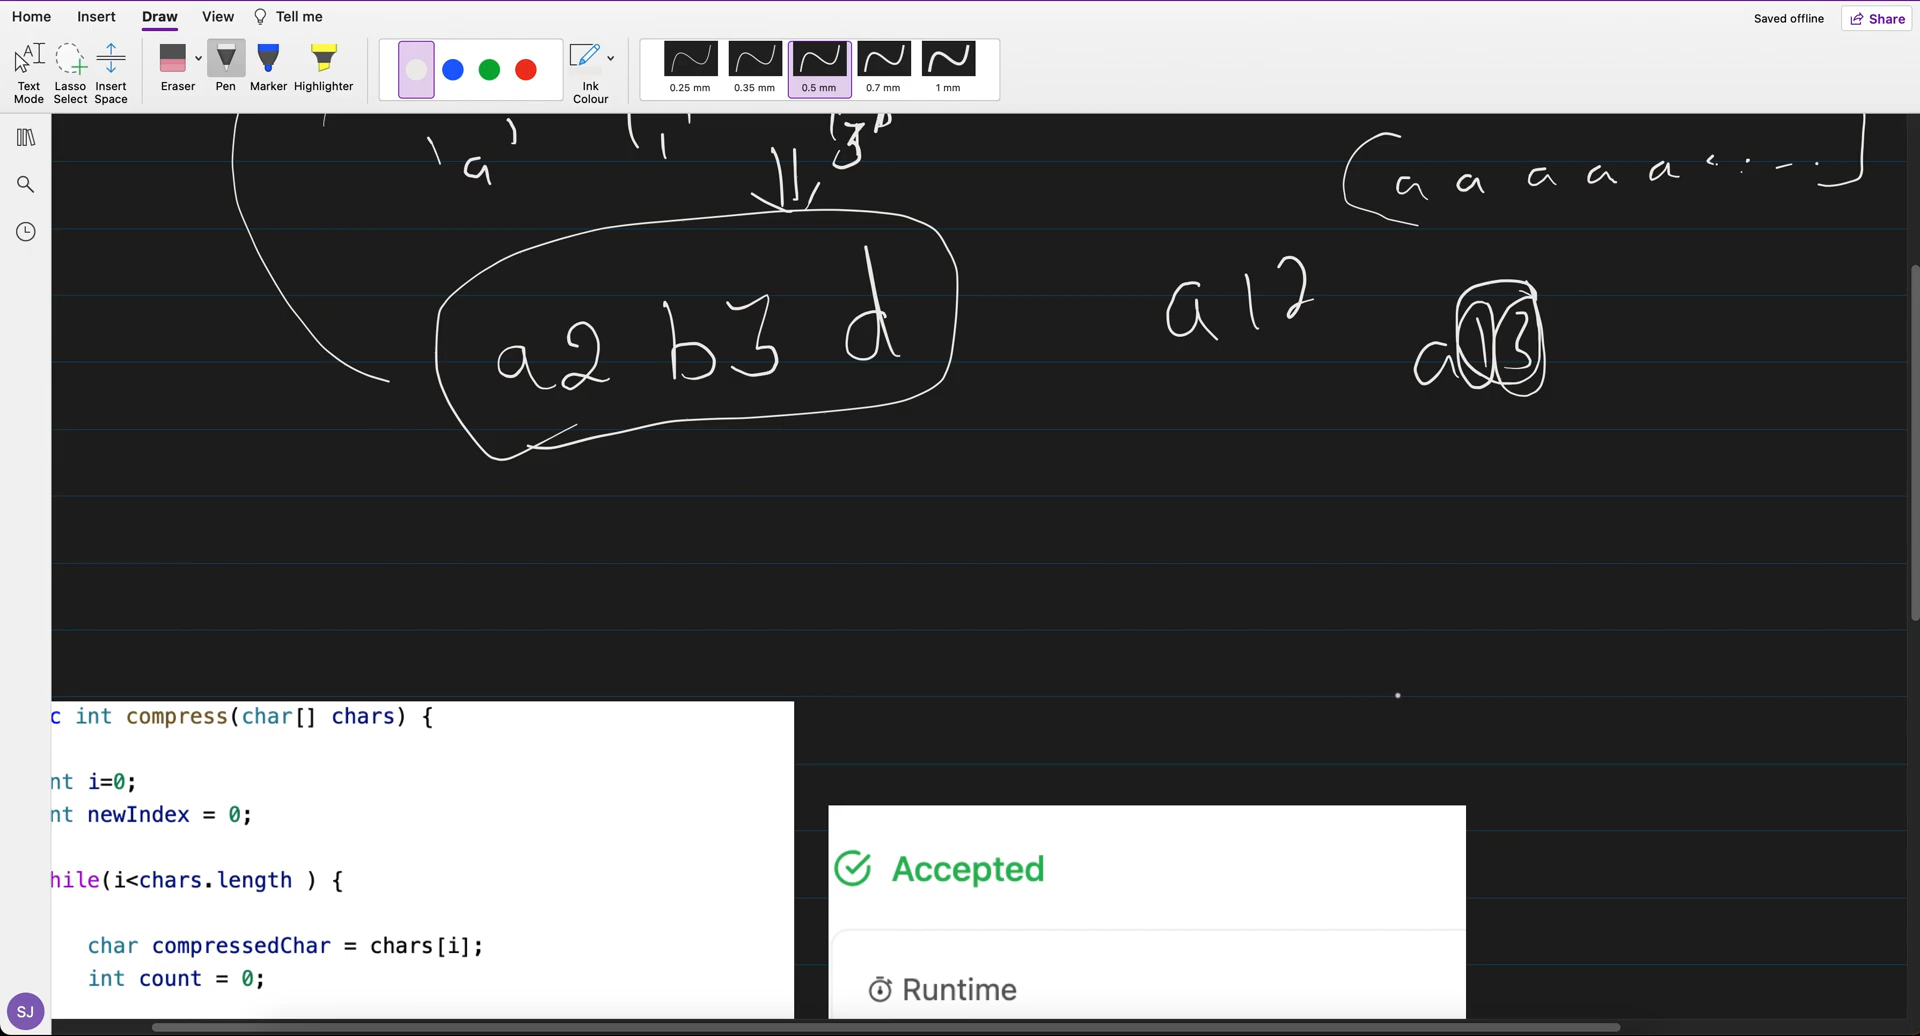 Home Insert Draw View Tell me
Saved offline Share
Text Mode
Lasso Select
Insert Space
Eraser
Pen
Marker
Highlighter
Ink Colour
0.25 mm
0.35 mm
0.5 mm
0.7 mm
1 mm
'a' '1' '3'
a a a a a
a2 b3 d
a12
a13
c int compress(char[] chars) {
nt i=0;
nt newIndex = 0;
hile(i<chars.length ) {
char compressedChar = chars[i];
int count = 0;
Accepted
Runtime
SJ